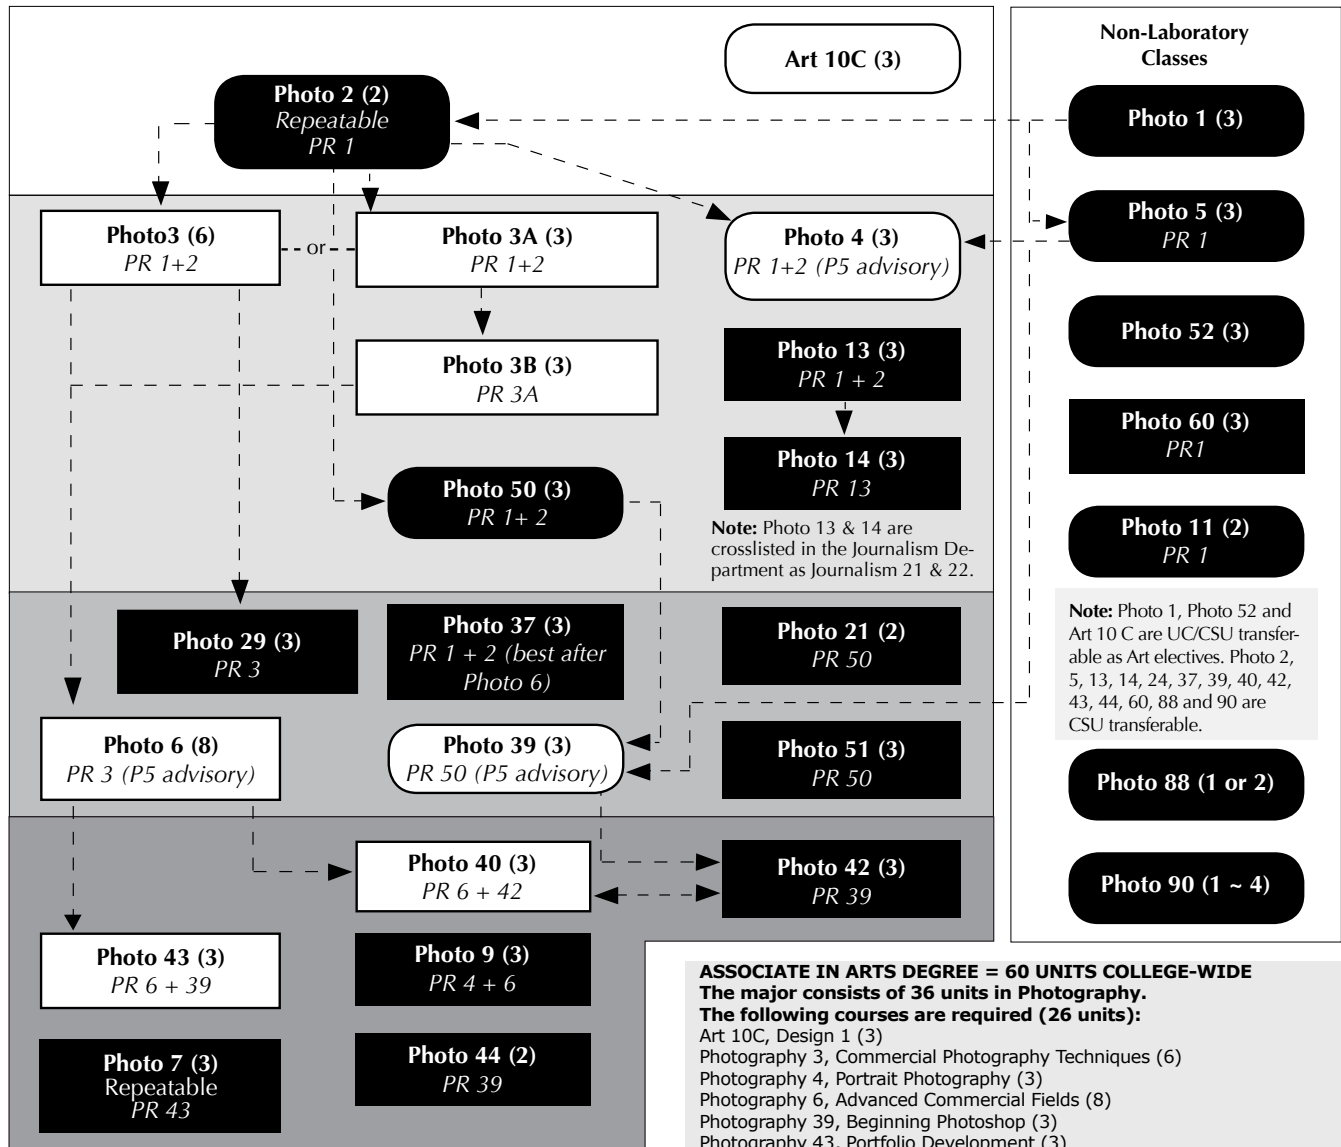 Art 10C (3)
Photo 2 (2)
Repeatable
PR 1
Photo3 (6)
PR 1+2
or
Photo 3A (3)
PR 1+2
Photo 4 (3)
PR 1+2 (P5 advisory)
Photo 3B (3)
PR 3A
Photo 13 (3)
PR 1 + 2
Photo 14 (3)
PR 13
Photo 50 (3)
PR 1+ 2
Note: Photo 13 & 14 are
crosslisted in the Journalism De-
partment as Journalism 21 & 22.
Photo 29 (3)
PR 3
Photo 37 (3)
PR 1 + 2 (best after
Photo 6)
Photo 21 (2)
PR 50
Photo 6 (8)
PR 3 (P5 advisory)
Photo 39 (3)
PR 50 (P5 advisory)
Photo 51 (3)
PR 50
Photo 40 (3)
PR 6 + 42
Photo 42 (3)
PR 39
Photo 43 (3)
PR 6 + 39
Photo 9 (3)
PR 4 + 6
Photo 7 (3)
Repeatable
PR 43
Photo 44 (2)
PR 39
Non-Laboratory
Classes
Photo 1 (3)
Photo 5 (3)
PR 1
Photo 52 (3)
Photo 60 (3)
PR1
Photo 11 (2)
PR 1
Note: Photo 1, Photo 52 and
Art 10 C are UC/CSU transfer-
able as Art electives. Photo 2,
5, 13, 14, 24, 37, 39, 40, 42,
43, 44, 60, 88 and 90 are
CSU transferable.
Photo 88 (1 or 2)
Photo 90 (1 ~ 4)
ASSOCIATE IN ARTS DEGREE = 60 UNITS COLLEGE-WIDE
The major consists of 36 units in Photography.
The following courses are required (26 units):
Art 10C, Design 1 (3)
Photography 3, Commercial Photography Techniques (6)
Photography 4, Portrait Photography (3)
Photography 6, Advanced Commercial Fields (8)
Photography 39, Beginning Photoshop (3)
Photography 43, Portfolio Development (3)